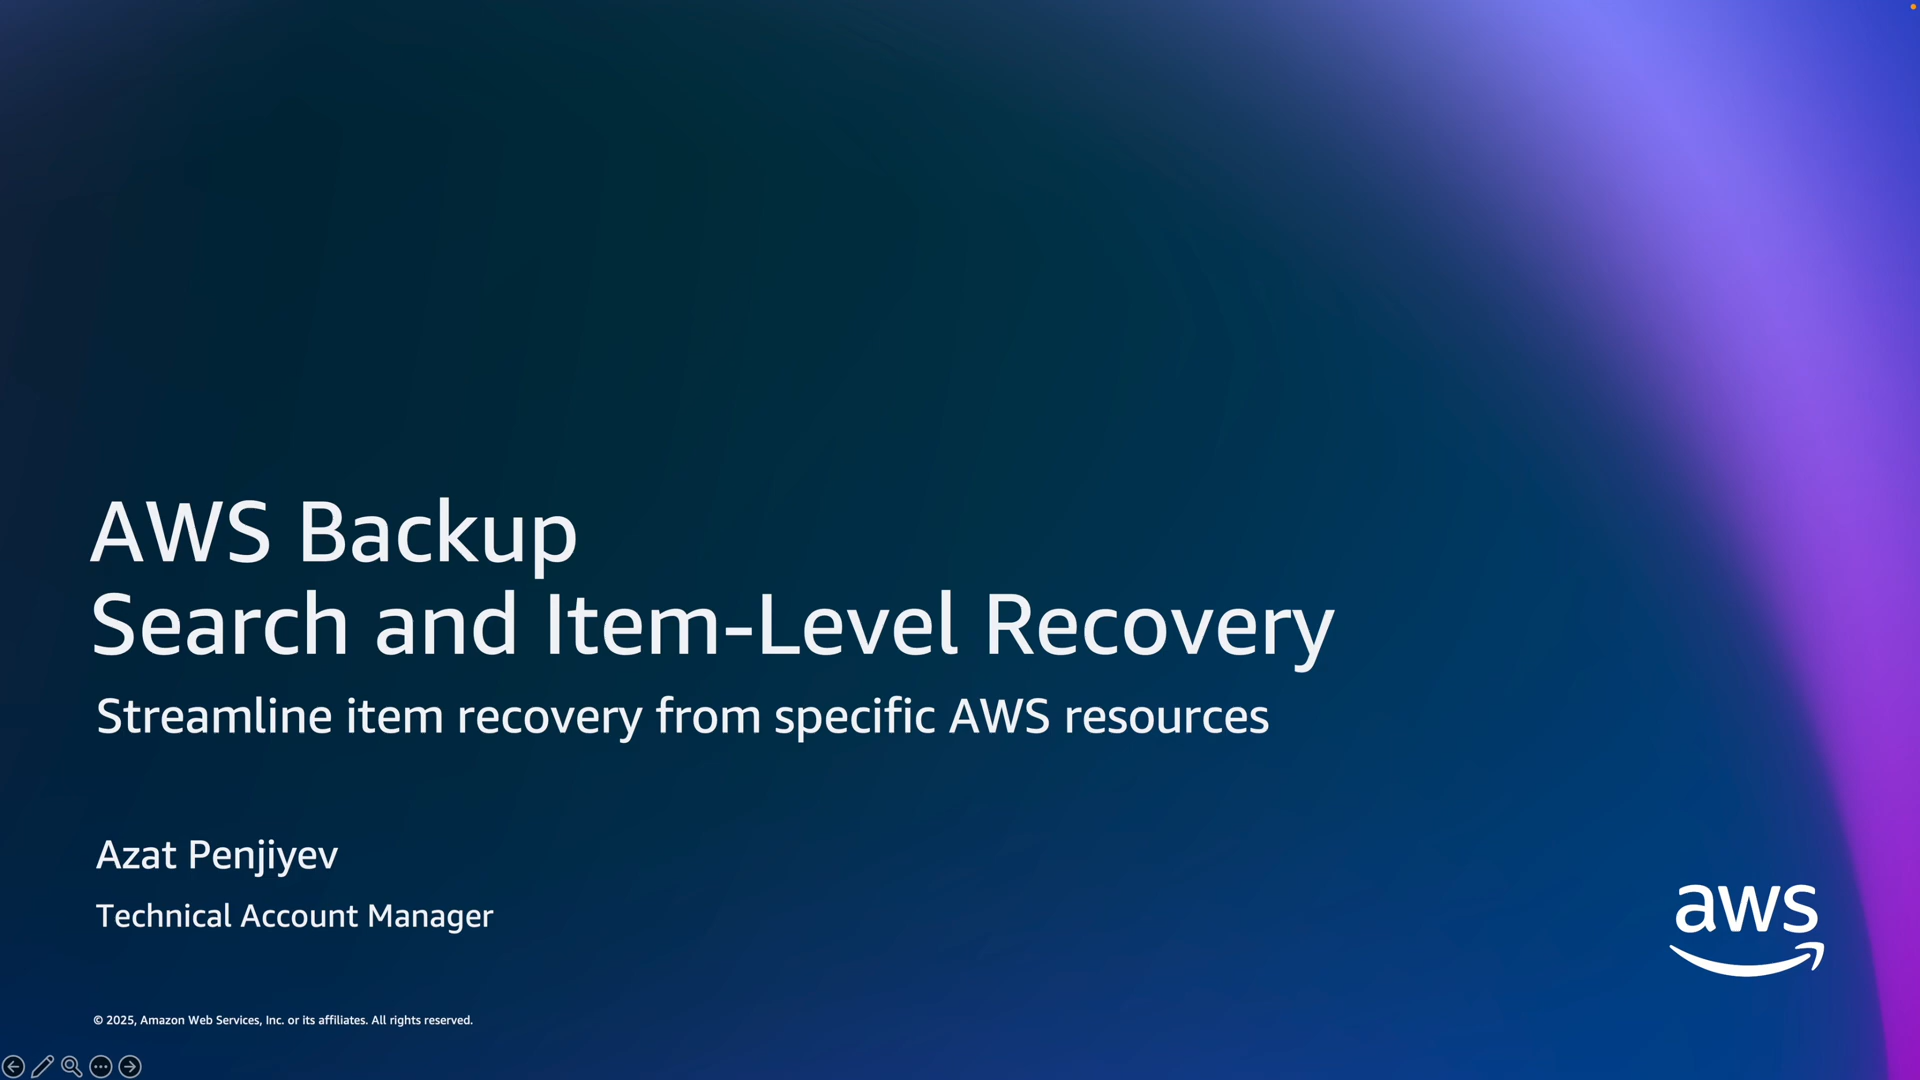 AWS Backup
Search and Item-Level Recovery
Streamline item recovery from specific AWS resources
Azat Penjiyev
Technical Account Manager
aws
© 2025, Amazon Web Services, Inc. or its affiliates. All rights reserved.